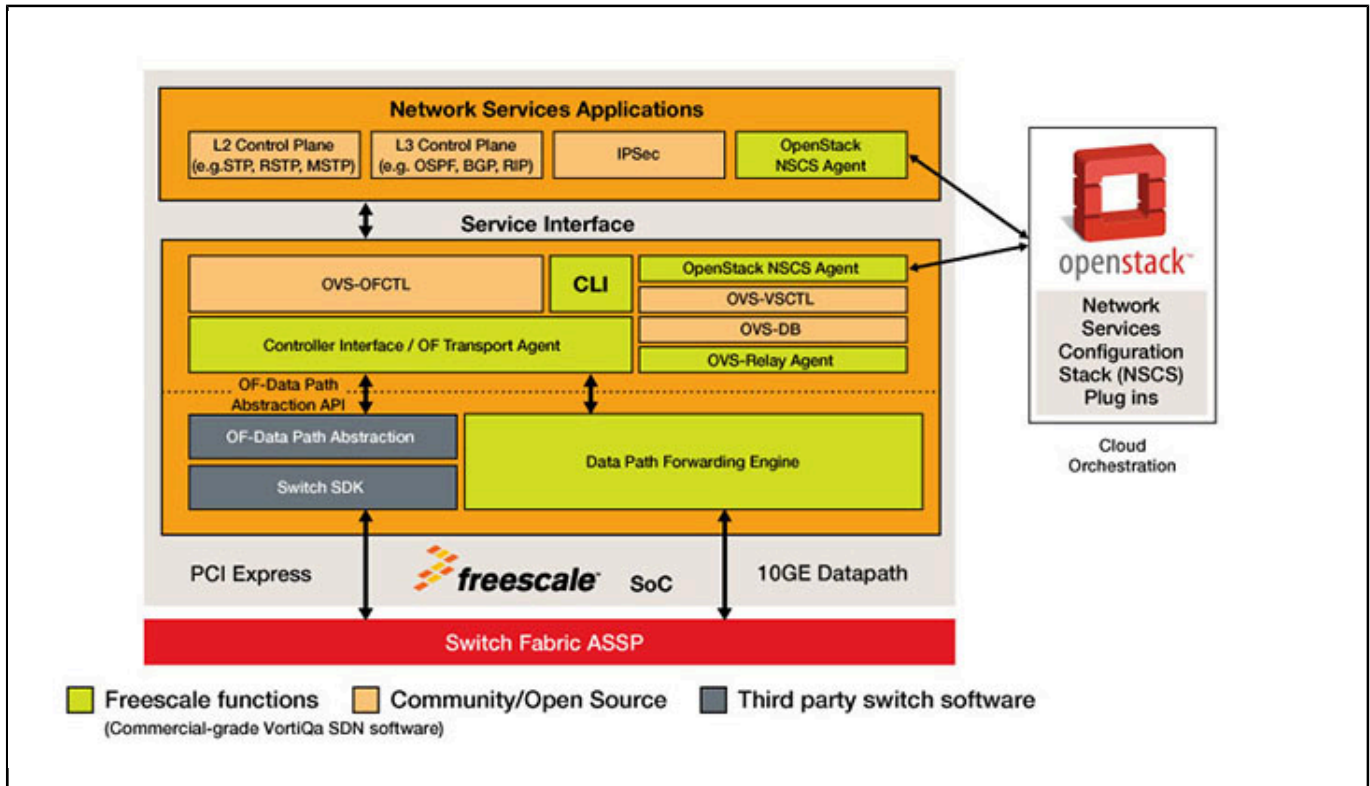 Network Services Applications
L2 Control Plane
(e.g.STP, RSTP, MSTP)
L3 Control Plane
(e.g. OSPF, BGP, RIP)
IPSec
OpenStack
NSCS Agent
Service Interface
OVS-OFCTL
CLI
OpenStack NSCS Agent
OVS-VSCTL
OVS-DB
OVS-Relay Agent
Controller Interface / OF Transport Agent
OF-Data Path
Abstraction API
OF-Data Path Abstraction
Switch SDK
Data Path Forwarding Engine
PCI Express
freescale™ SoC
10GE Datapath
Switch Fabric ASSP
openstack™
Network
Services
Configuration
Stack (NSCS)
Plug ins
Cloud
Orchestration
Freescale functions
(Commercial-grade VortiQa SDN software)
Community/Open Source
Third party switch software